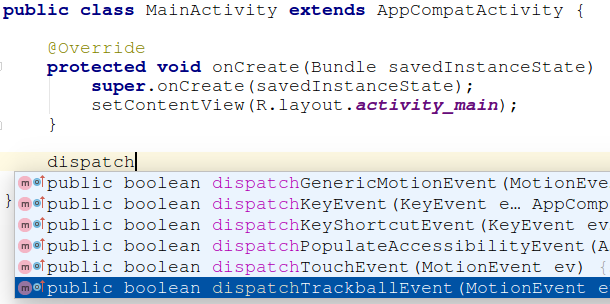 public class MainActivity extends AppCompatActivity {
@Override
protected void onCreate(Bundle savedInstanceState)
super.onCreate(savedInstanceState);
setContentView(R.layout.activity_main);
}
dispatch
public boolean dispatchGenericMotionEvent(MotionEve
public boolean dispatchKeyEvent(KeyEvent e… AppComp
}
public boolean dispatchKeyShortcutEvent(KeyEvent ev
public boolean dispatchPopulateAccessibilityEvent(A
public boolean dispatchTouchEvent(MotionEvent ev) {
public boolean dispatchTrackballEvent(MotionEvent e